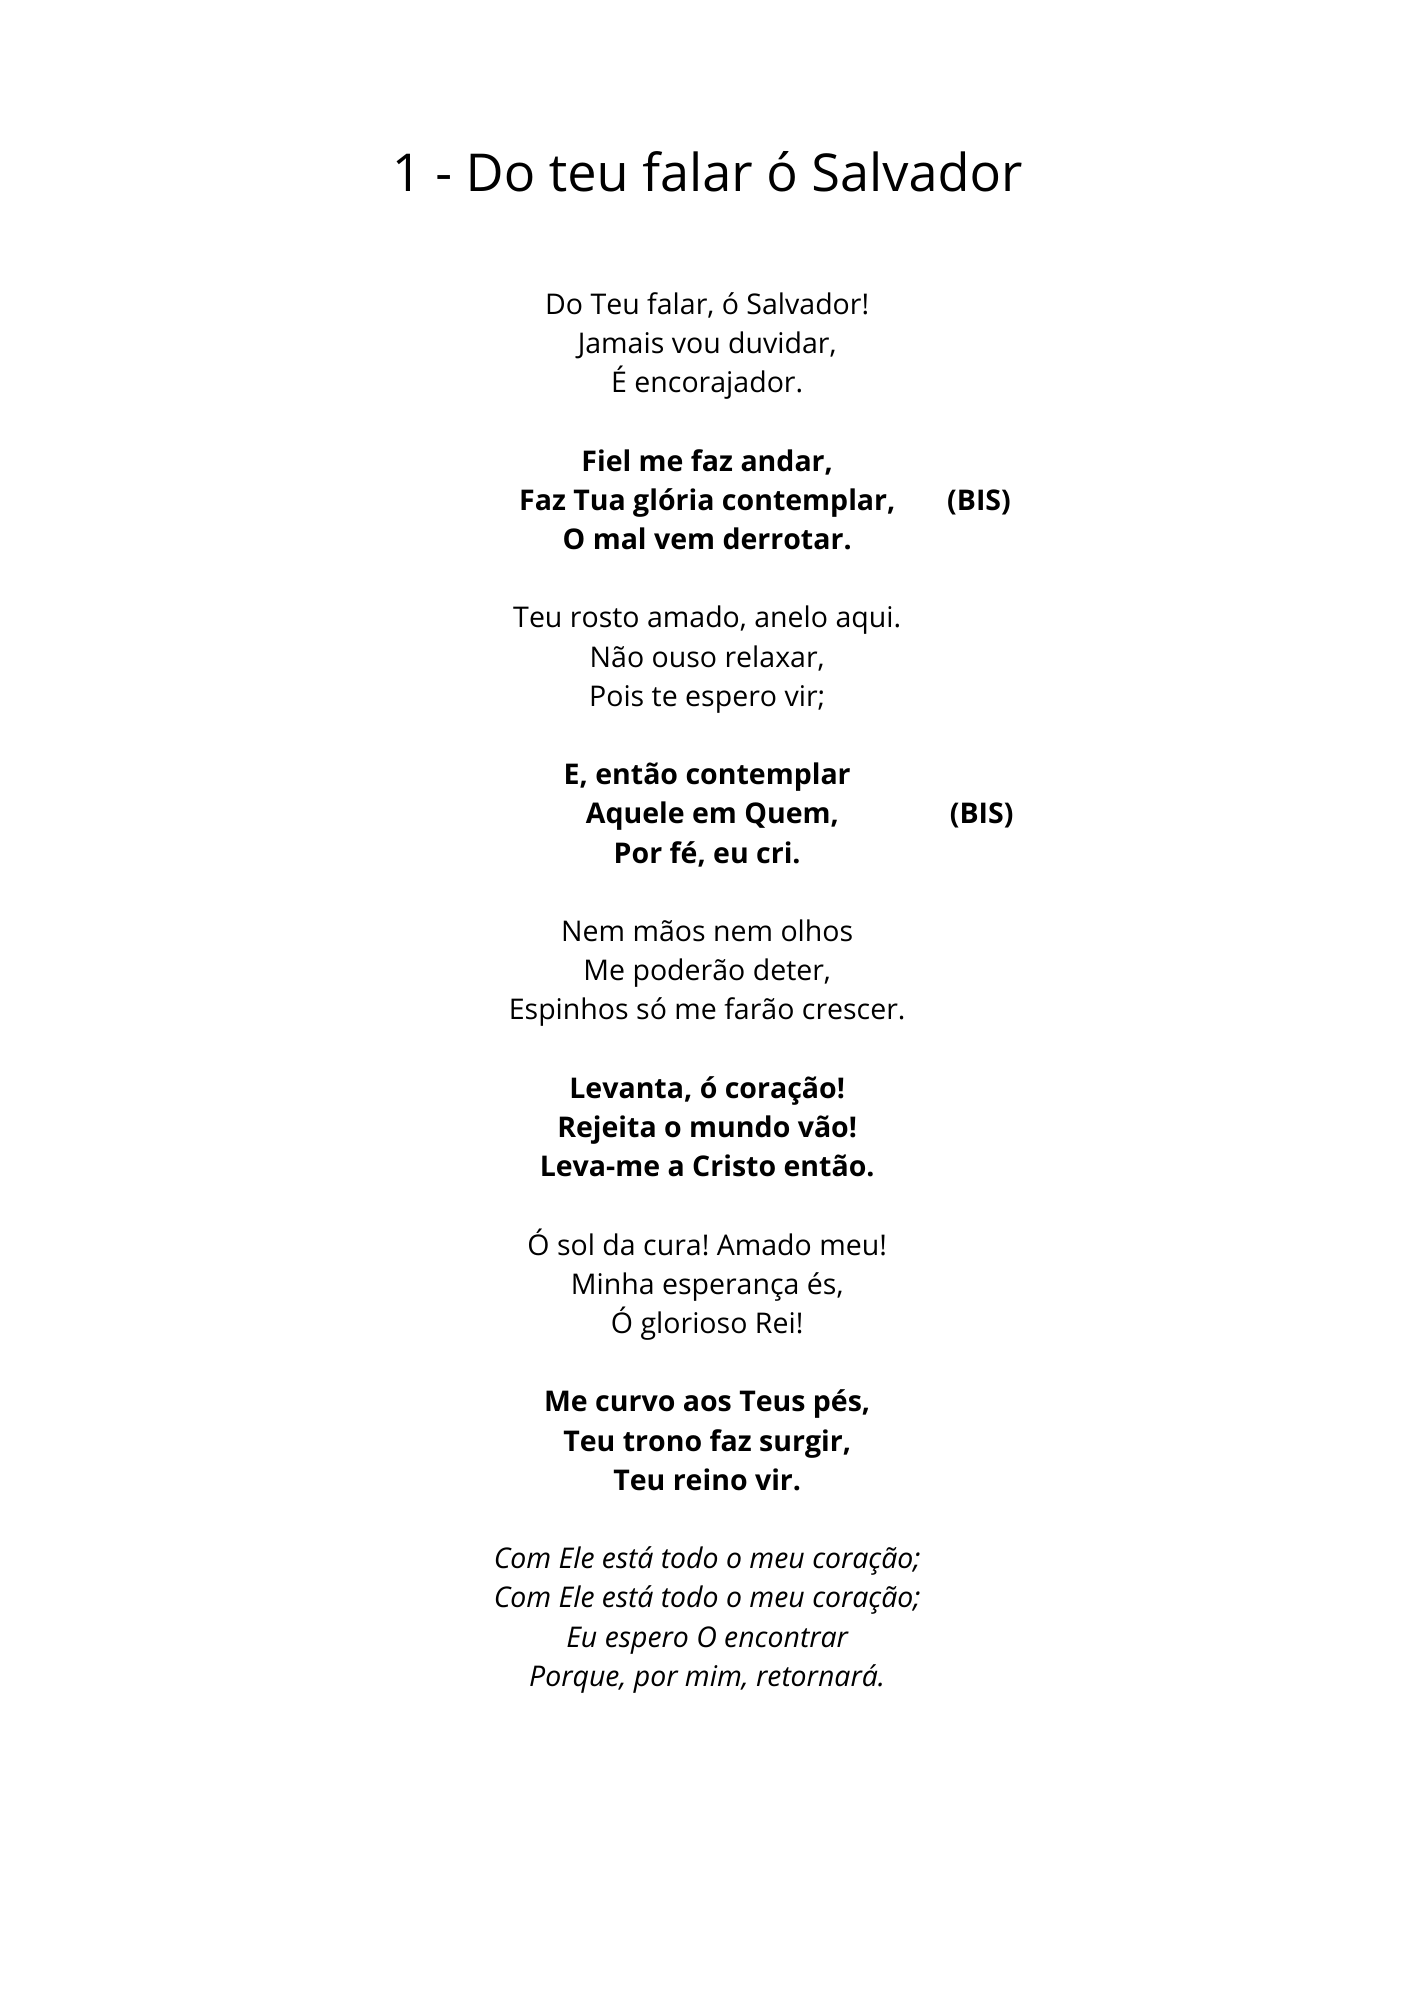 1 - Do teu falar ó Salvador
Do Teu falar, ó Salvador!
Jamais vou duvidar,
É encorajador.
Fiel me faz andar,
Faz Tua glória contemplar, (BIS)
O mal vem derrotar.
Teu rosto amado, anelo aqui.
Não ouso relaxar,
Pois te espero vir;
E, então contemplar
Aquele em Quem, (BIS)
Por fé, eu cri.
Nem mãos nem olhos
Me poderão deter,
Espinhos só me farão crescer.
Levanta, ó coração!
Rejeita o mundo vão!
Leva-me a Cristo então.
Ó sol da cura! Amado meu!
Minha esperança és,
Ó glorioso Rei!
Me curvo aos Teus pés,
Teu trono faz surgir,
Teu reino vir.
Com Ele está todo o meu coração;
Com Ele está todo o meu coração;
Eu espero O encontrar
Porque, por mim, retornará.